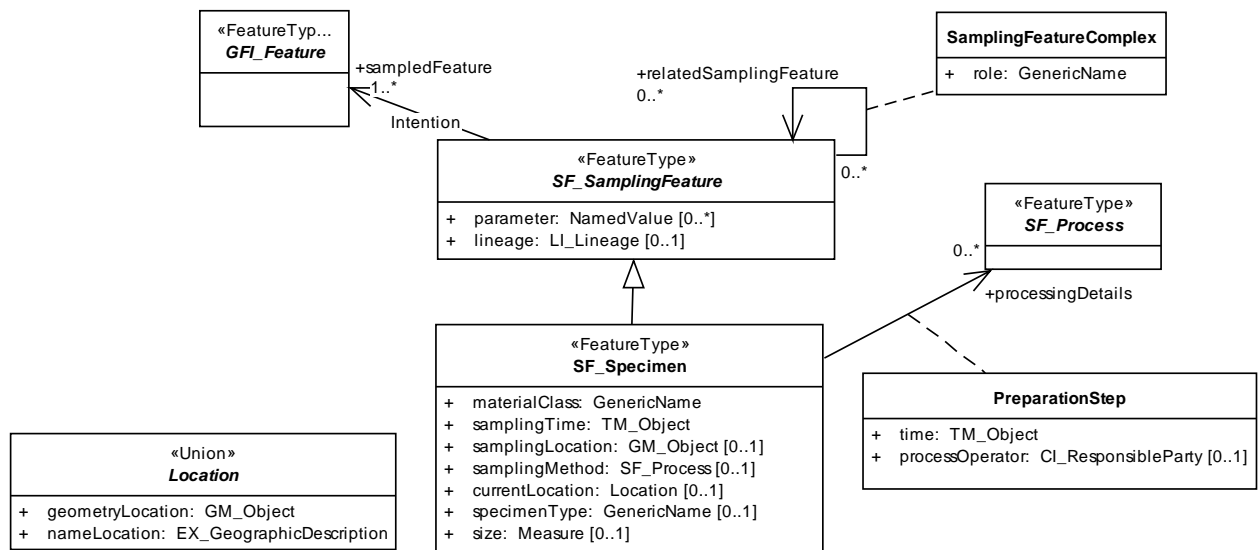 «FeatureTyp...
GFI_Feature
+sampledFeature
1..*
Intention
+relatedSamplingFeature
0..*
0..*
SamplingFeatureComplex
+ role: GenericName
«FeatureType»
SF_SamplingFeature
+ parameter: NamedValue [0..*]
+ lineage: LI_Lineage [0..1]
«FeatureType»
SF_Process
0..*
+processingDetails
«FeatureType»
SF_Specimen
+ materialClass: GenericName
+ samplingTime: TM_Object
+ samplingLocation: GM_Object [0..1]
+ samplingMethod: SF_Process [0..1]
+ currentLocation: Location [0..1]
+ specimenType: GenericName [0..1]
+ size: Measure [0..1]
PreparationStep
+ time: TM_Object
+ processOperator: CI_ResponsibleParty [0..1]
«Union»
Location
+ geometryLocation: GM_Object
+ nameLocation: EX_GeographicDescription